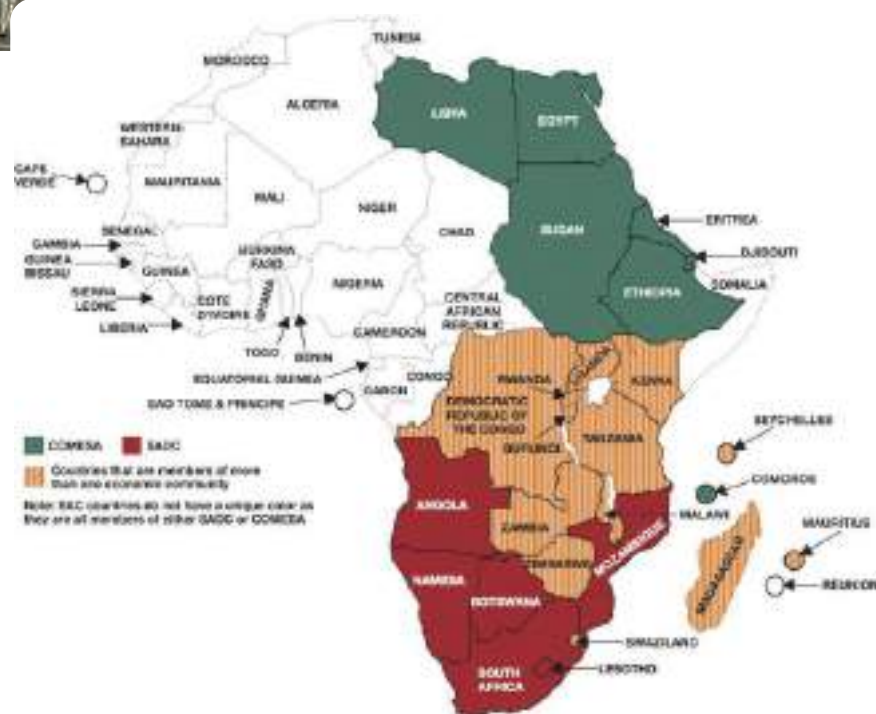 TUNISIA
MOROCCO
ALGERIA
LIBYA
EGYPT
WESTERN
SAHARA
CAPE
VERDE
MAURITANIA
MALI
NIGER
CHAD
SUDAN
ERITREA
DJIBOUTI
SOMALIA
ETHIOPIA
SENEGAL
GAMBIA
GUINEA
BISSAU
GUINEA
SIERRA
LEONE
LIBERIA
COTE
D'IVOIRE
BURKINA
FASO
GHANA
TOGO
BENIN
NIGERIA
CAMEROON
CENTRAL
AFRICAN
REPUBLIC
EQUATORIAL GUINEA
SAO TOME & PRINCIPE
GABON
CONGO
RWANDA
UGANDA
KENYA
DEMOCRATIC
REPUBLIC OF
THE CONGO
BURUNDI
TANZANIA
SEYCHELLES
COMOROS
MALAWI
MAURITIUS
REUNION
MADAGASCAR
MOZAMBIQUE
ANGOLA
ZAMBIA
ZIMBABWE
NAMIBIA
BOTSWANA
SWAZILAND
LESOTHO
SOUTH
AFRICA
COMESA
SADC
Countries that are members of more
than one economic community
Note: EAC countries do not have a unique color as
they are all members of either SADC or COMESA